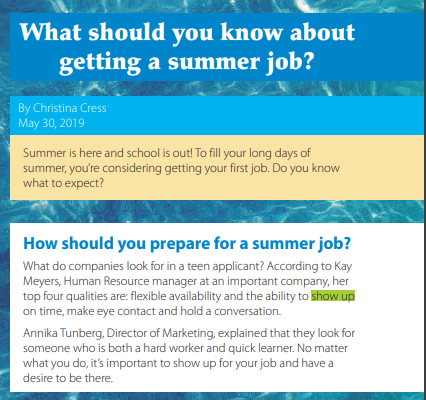 What should you know about
getting a summer job?
By Christina Cress
May 30, 2019
Summer is here and school is out! To fill your long days of
summer, you're considering getting your first job. Do you know
what to expect?
How should you prepare for a summer job?
What do companies look for in a teen applicant? According to Kay
Meyers, Human Resource manager at an important company, her
top four qualities are: flexible availability and the ability to show up
on time, make eye contact and hold a conversation.
Annika Tunberg, Director of Marketing, explained that they look for
someone who is both a hard worker and quick learner. No matter
what you do, it's important to show up for your job and have a
desire to be there.